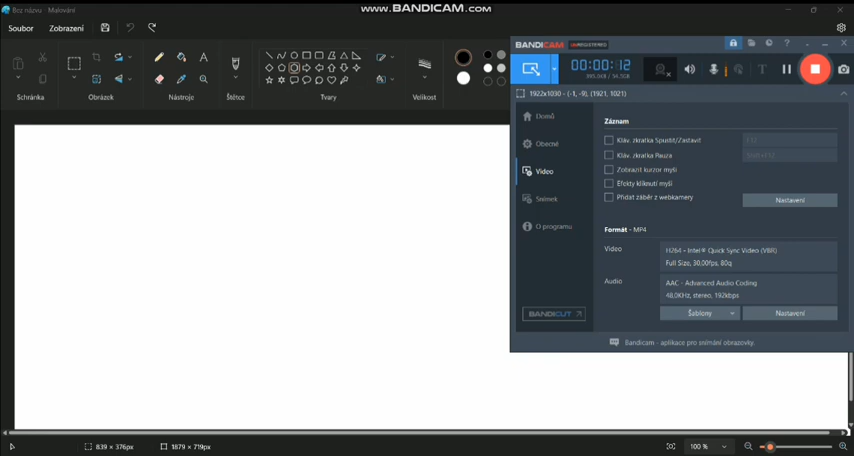 Bez názvu - Malování
WWW.BANDICAM.COM
Soubor
Zobrazení
Schránka
Obrázek
Nástroje
Štětce
Tvary
Velikost
BANDICAM
UNREGISTERED
00:00:12
1922x1030 - (-1, -9), (1921, 1021)
Domů
Obecné
Video
Snímek
O programu
BANDICUT
Záznam
Kláv. zkratka Spustit/Zastavit
Kláv. zkratka Pauza
Zobrazit kurzor myši
Efekty kliknutí myší
Přidat záběr z webkamery
Nastavení
Formát - MP4
Video
H264 - Intel® Quick Sync Video (VBR)
Full Size, 30,00fps, 80q
Audio
AAC - Advanced Audio Coding
48,0KHz, stereo, 192kbps
Šablony
Nastavení
Bandicam - aplikace pro snímání obrazovky.
839 × 376px
1879 × 719px
100 %